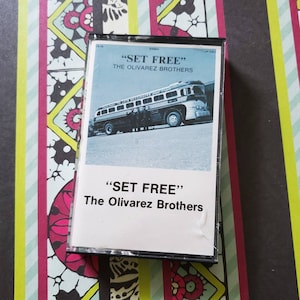 "SET FREE"
THE OLIVAREZ BROTHERS
"SET FREE"
The Olivarez Brothers